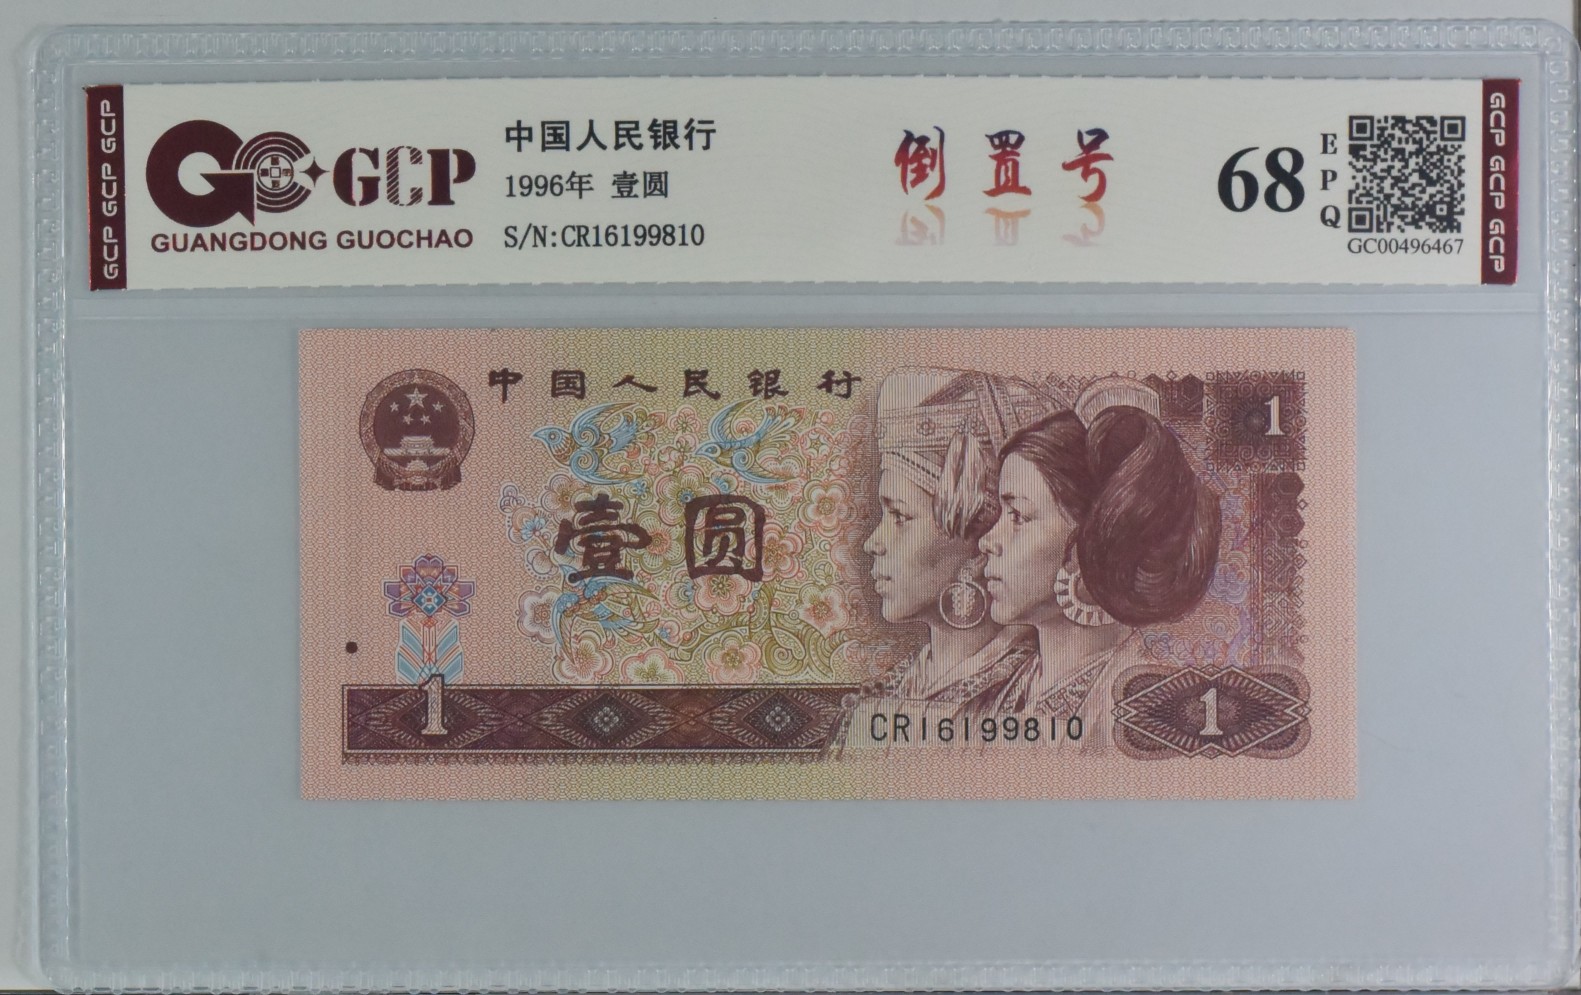 GCP GCP GCP
GCP
GUANGDONG GUOCHAO
中国人民银行
1996年 壹圆
S/N:CR16199810
倒置号
68
EPQ
GC00496467
GCP GCP GCP
中国人民银行
1
壹圆
1
CR16199810
1